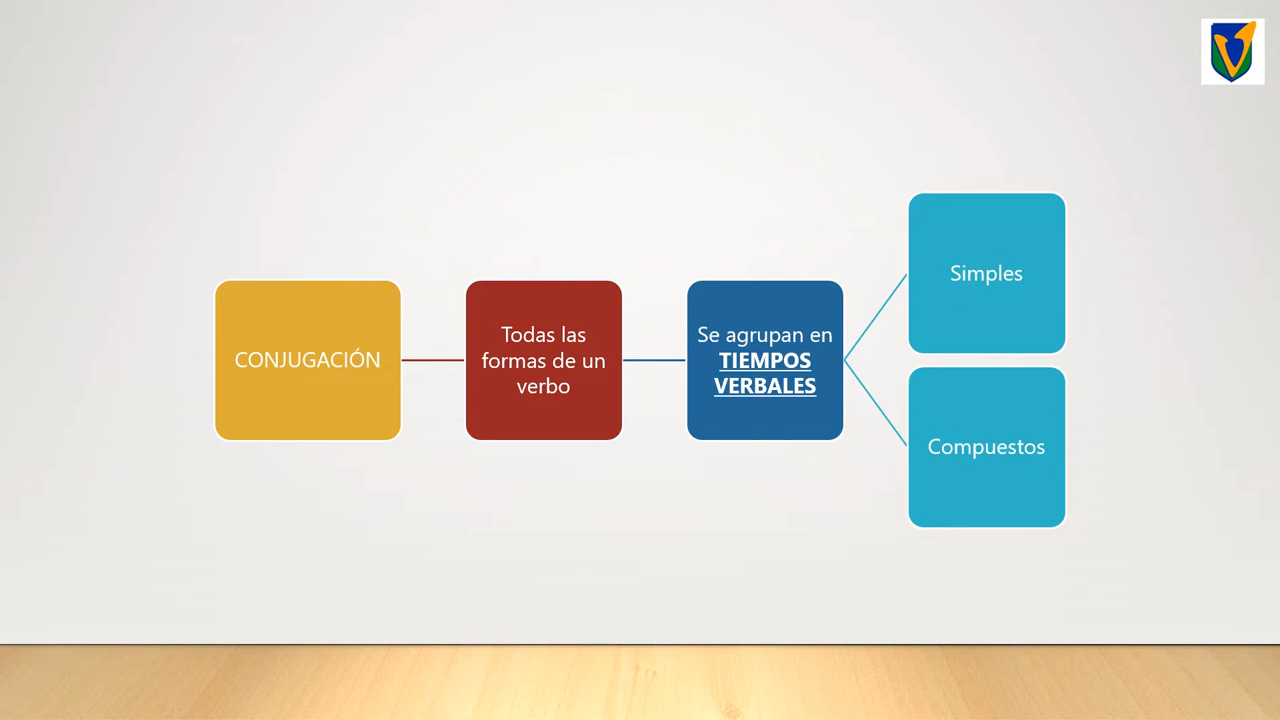 CONJUGACIÓN
Todas las
formas de un
verbo
Se agrupan en
TIEMPOS
VERBALES
Simples
Compuestos